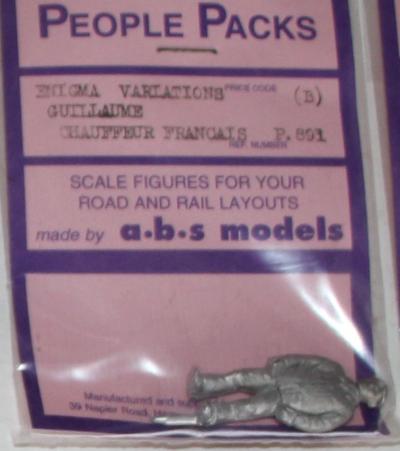 PEOPLE PACKS
ENIGMA VARIATIONS PRICE CODE (B)
GUILLAUME
CHAUFFEUR FRANCAIS P.891
REF. NUMBER
SCALE FIGURES FOR YOUR
ROAD AND RAIL LAYOUTS
made by a·b·s models
Manufactured and
39 Napier Road,